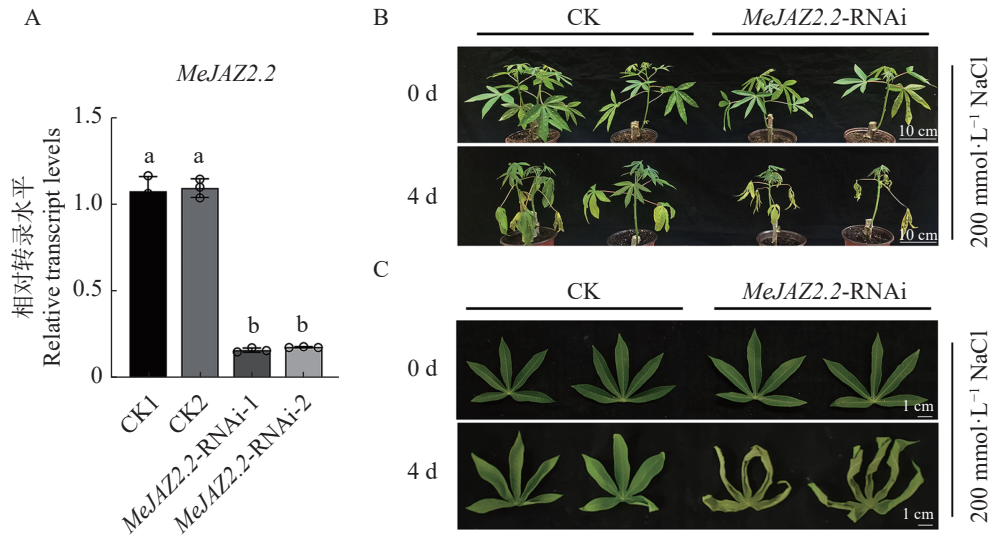 A
MeJAZ2.2
相对转录水平
Relative transcript levels
1.5
1.0
0.5
0
a
a
b
b
CK1
CK2
MeJAZ2.2-RNAi-1
MeJAZ2.2-RNAi-2
B
CK
MeJAZ2.2-RNAi
0 d
10 cm
4 d
10 cm
200 mmol·L⁻¹ NaCl
C
CK
MeJAZ2.2-RNAi
0 d
1 cm
4 d
1 cm
200 mmol·L⁻¹ NaCl